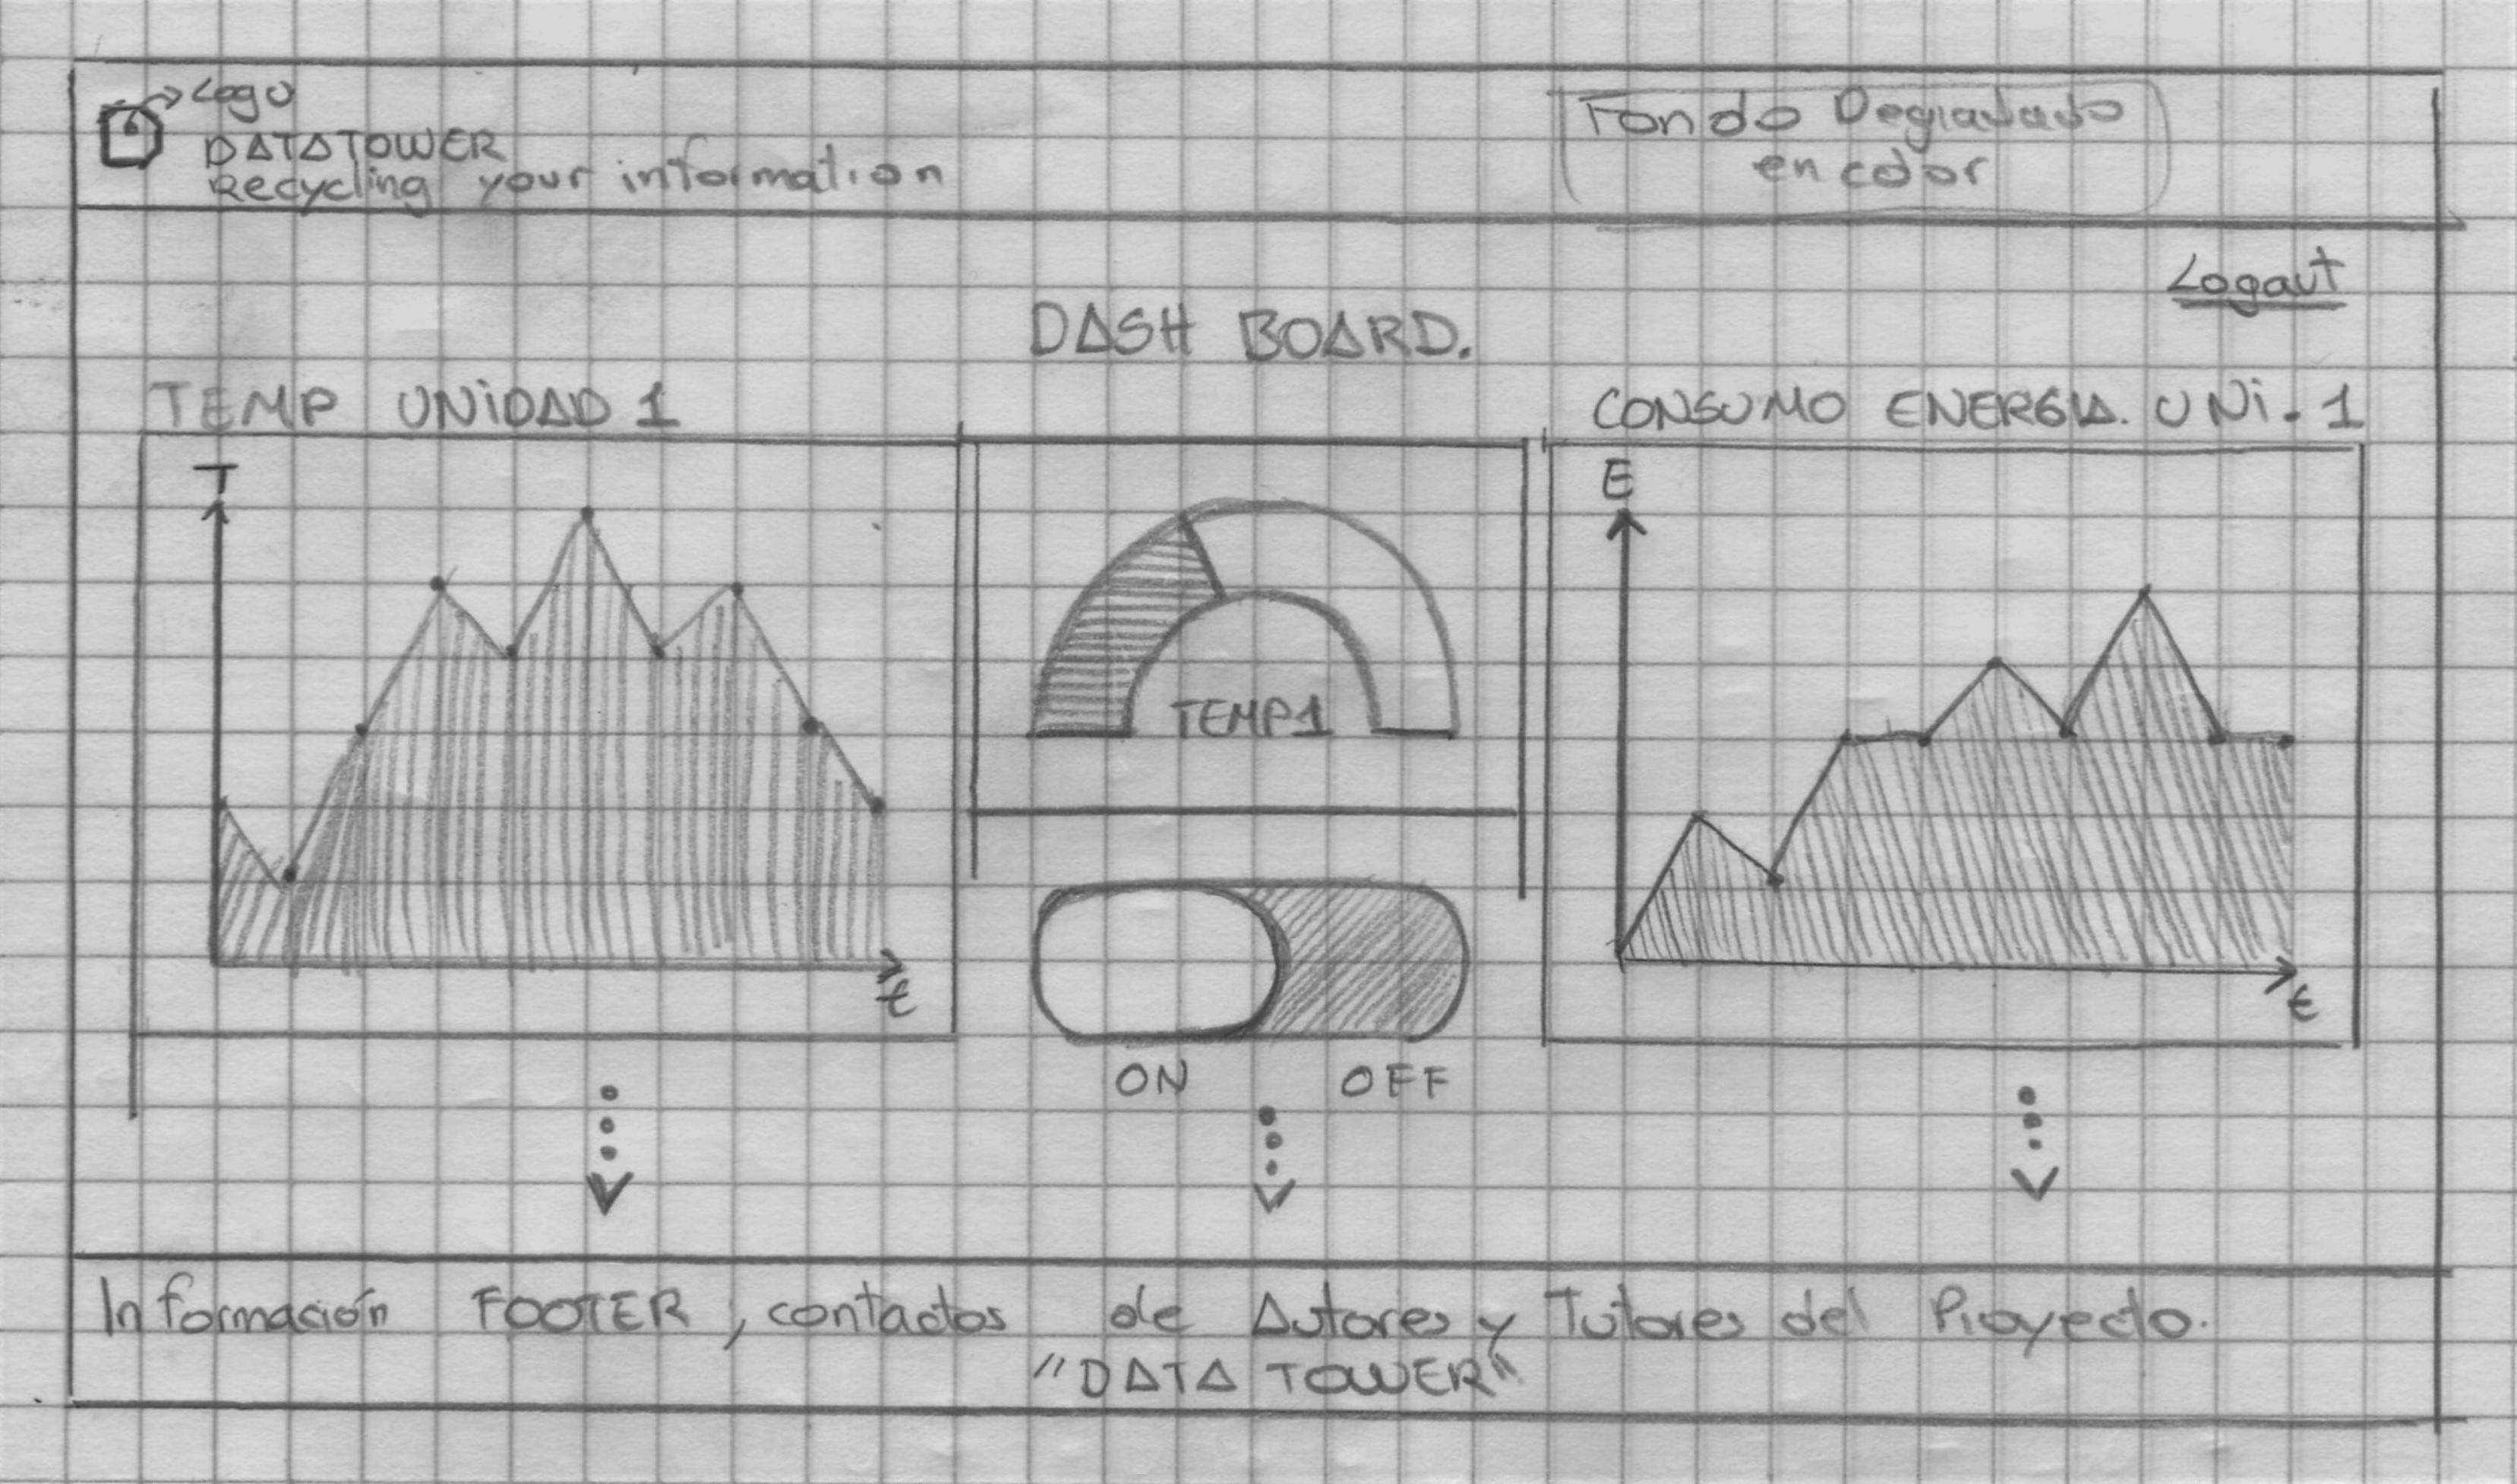 Logo
DATATOWER
Recycling your information
Fondo Degradado
en color
Logaut
DASH BOARD.
TEMP UNIDAD 1
CONSUMO ENERGIA. UNI. 1
T
E
TEMP1
t
t
ON OFF
Información FOOTER, contactos de Autores y Tutores del Proyecto.
"DATA TOWER"